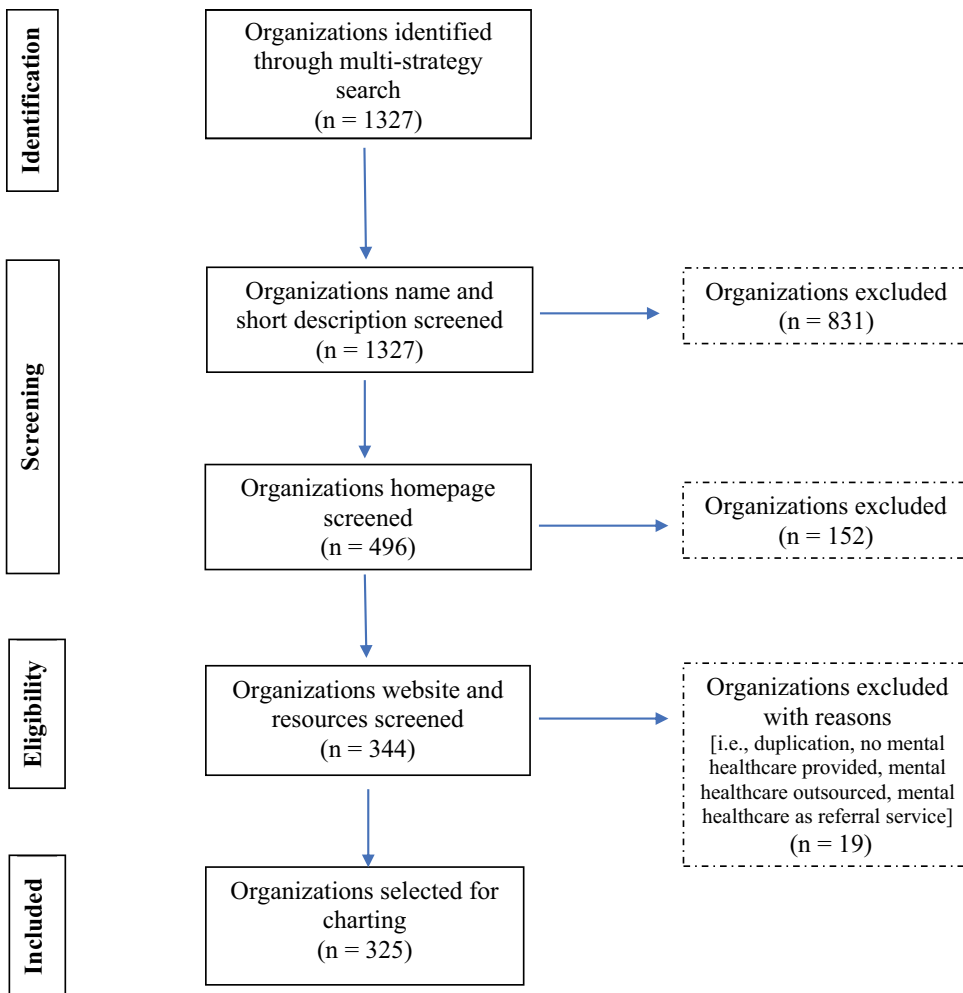 Identification
Organizations identified
through multi-strategy
search
(n = 1327)
Screening
Organizations name and
short description screened
(n = 1327)
Organizations excluded
(n = 831)
Organizations homepage
screened
(n = 496)
Organizations excluded
(n = 152)
Eligibility
Organizations website and
resources screened
(n = 344)
Organizations excluded
with reasons
[i.e., duplication, no mental
healthcare provided, mental
healthcare outsourced, mental
healthcare as referral service]
(n = 19)
Included
Organizations selected for
charting
(n = 325)